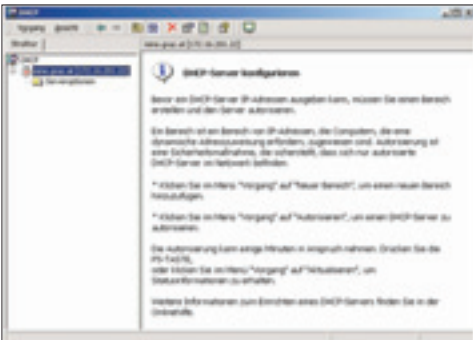 DHCP
Vorgang Ansicht
Struktur
DHCP
Serveroptionen
DHCP-Server konfigurieren
Bevor ein DHCP-Server IP-Adressen ausgeben kann, müssen Sie einen Bereich
erstellen und den Server autorisieren.
Ein Bereich ist ein Bereich von IP-Adressen, die Computern, die eine
dynamische Adresszuweisung erfordern, zugewiesen sind. Autorisierung ist
eine Sicherheitsmaßnahme, die sicherstellt, dass sich nur autorisierte
DHCP-Server im Netzwerk befinden.
* Klicken Sie im Menü "Vorgang" auf "Neuer Bereich", um einen neuen Bereich
hinzuzufügen.
* Klicken Sie im Menü "Vorgang" auf "Autorisieren", um einen DHCP-Server zu
autorisieren.
Die Autorisierung kann einige Minuten in Anspruch nehmen. Drücken Sie die
F5-TASTE,
oder klicken Sie im Menü "Vorgang" auf "Aktualisieren", um
Statusinformationen zu erhalten.
Weitere Informationen zum Einrichten eines DHCP-Servers finden Sie in der
Onlinehilfe.